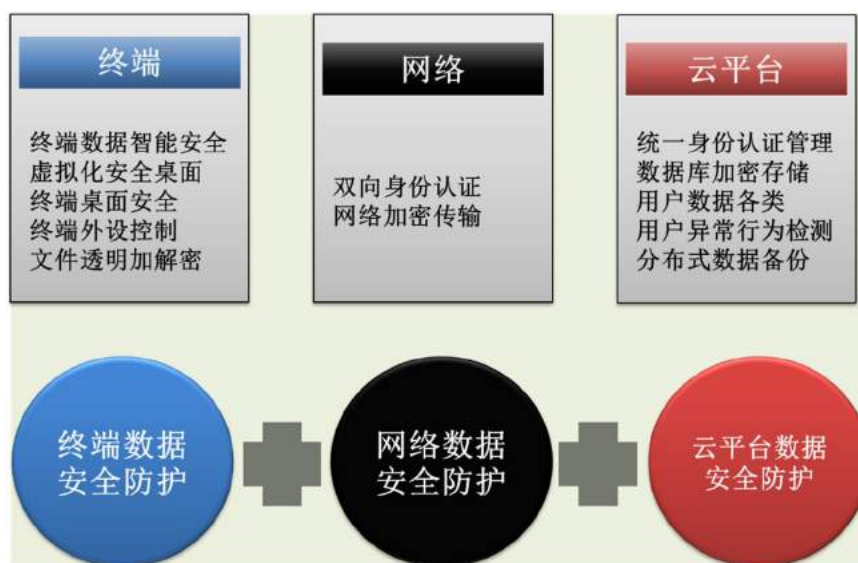 终端
终端数据智能安全
虚拟化安全桌面
终端桌面安全
终端外设控制
文件透明加解密
网络
双向身份认证
网络加密传输
云平台
统一身份认证管理
数据库加密存储
用户数据各类
用户异常行为检测
分布式数据备份
终端数据
安全防护
网络数据
安全防护
云平台数据
安全防护